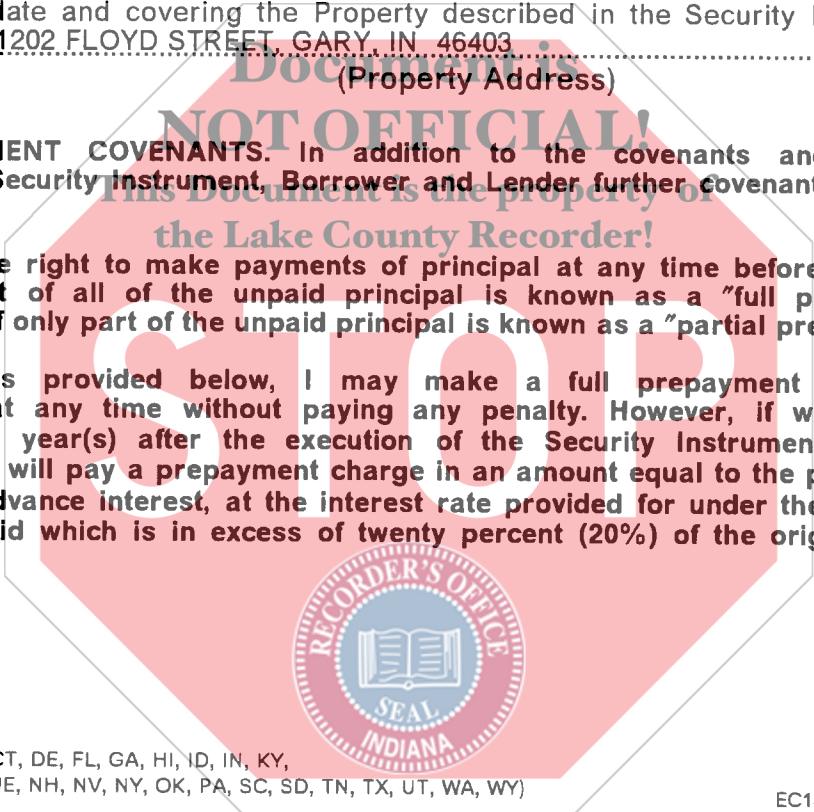 late and covering the Property described in the Security
1202 FLOYD STREET, GARY, IN 46403
Document is
(Property Address)
NOT OFFICIAL!
MENT COVENANTS. In addition to the covenants an
Security Instrument, Borrower and Lender further covenant
This Document is the property of
the Lake County Recorder!
e right to make payments of principal at any time before
t of all of the unpaid principal is known as a "full p
f only part of the unpaid principal is known as a "partial pre
STOP
s provided below, I may make a full prepayment
at any time without paying any penalty. However, if w
year(s) after the execution of the Security Instrumen
will pay a prepayment charge in an amount equal to the p
dvance interest, at the interest rate provided for under the
id which is in excess of twenty percent (20%) of the orig
RECORDER'S OFFICE
SEAL
INDIANA
CT, DE, FL, GA, HI, ID, IN, KY,
NE, NH, NV, NY, OK, PA, SC, SD, TN, TX, UT, WA, WY)
EC1